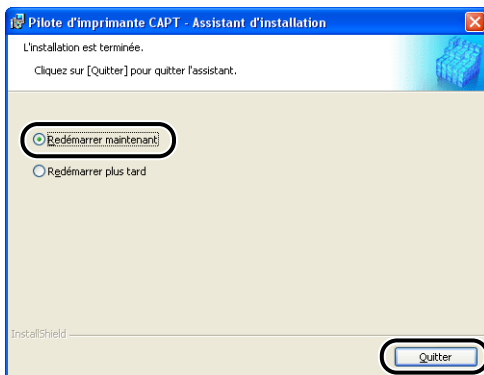 Pilote d'imprimante CAPT - Assistant d'installation
L'installation est terminée.
Cliquez sur [Quitter] pour quitter l'assistant.
Redémarrer maintenant
Redémarrer plus tard
InstallShield
Quitter